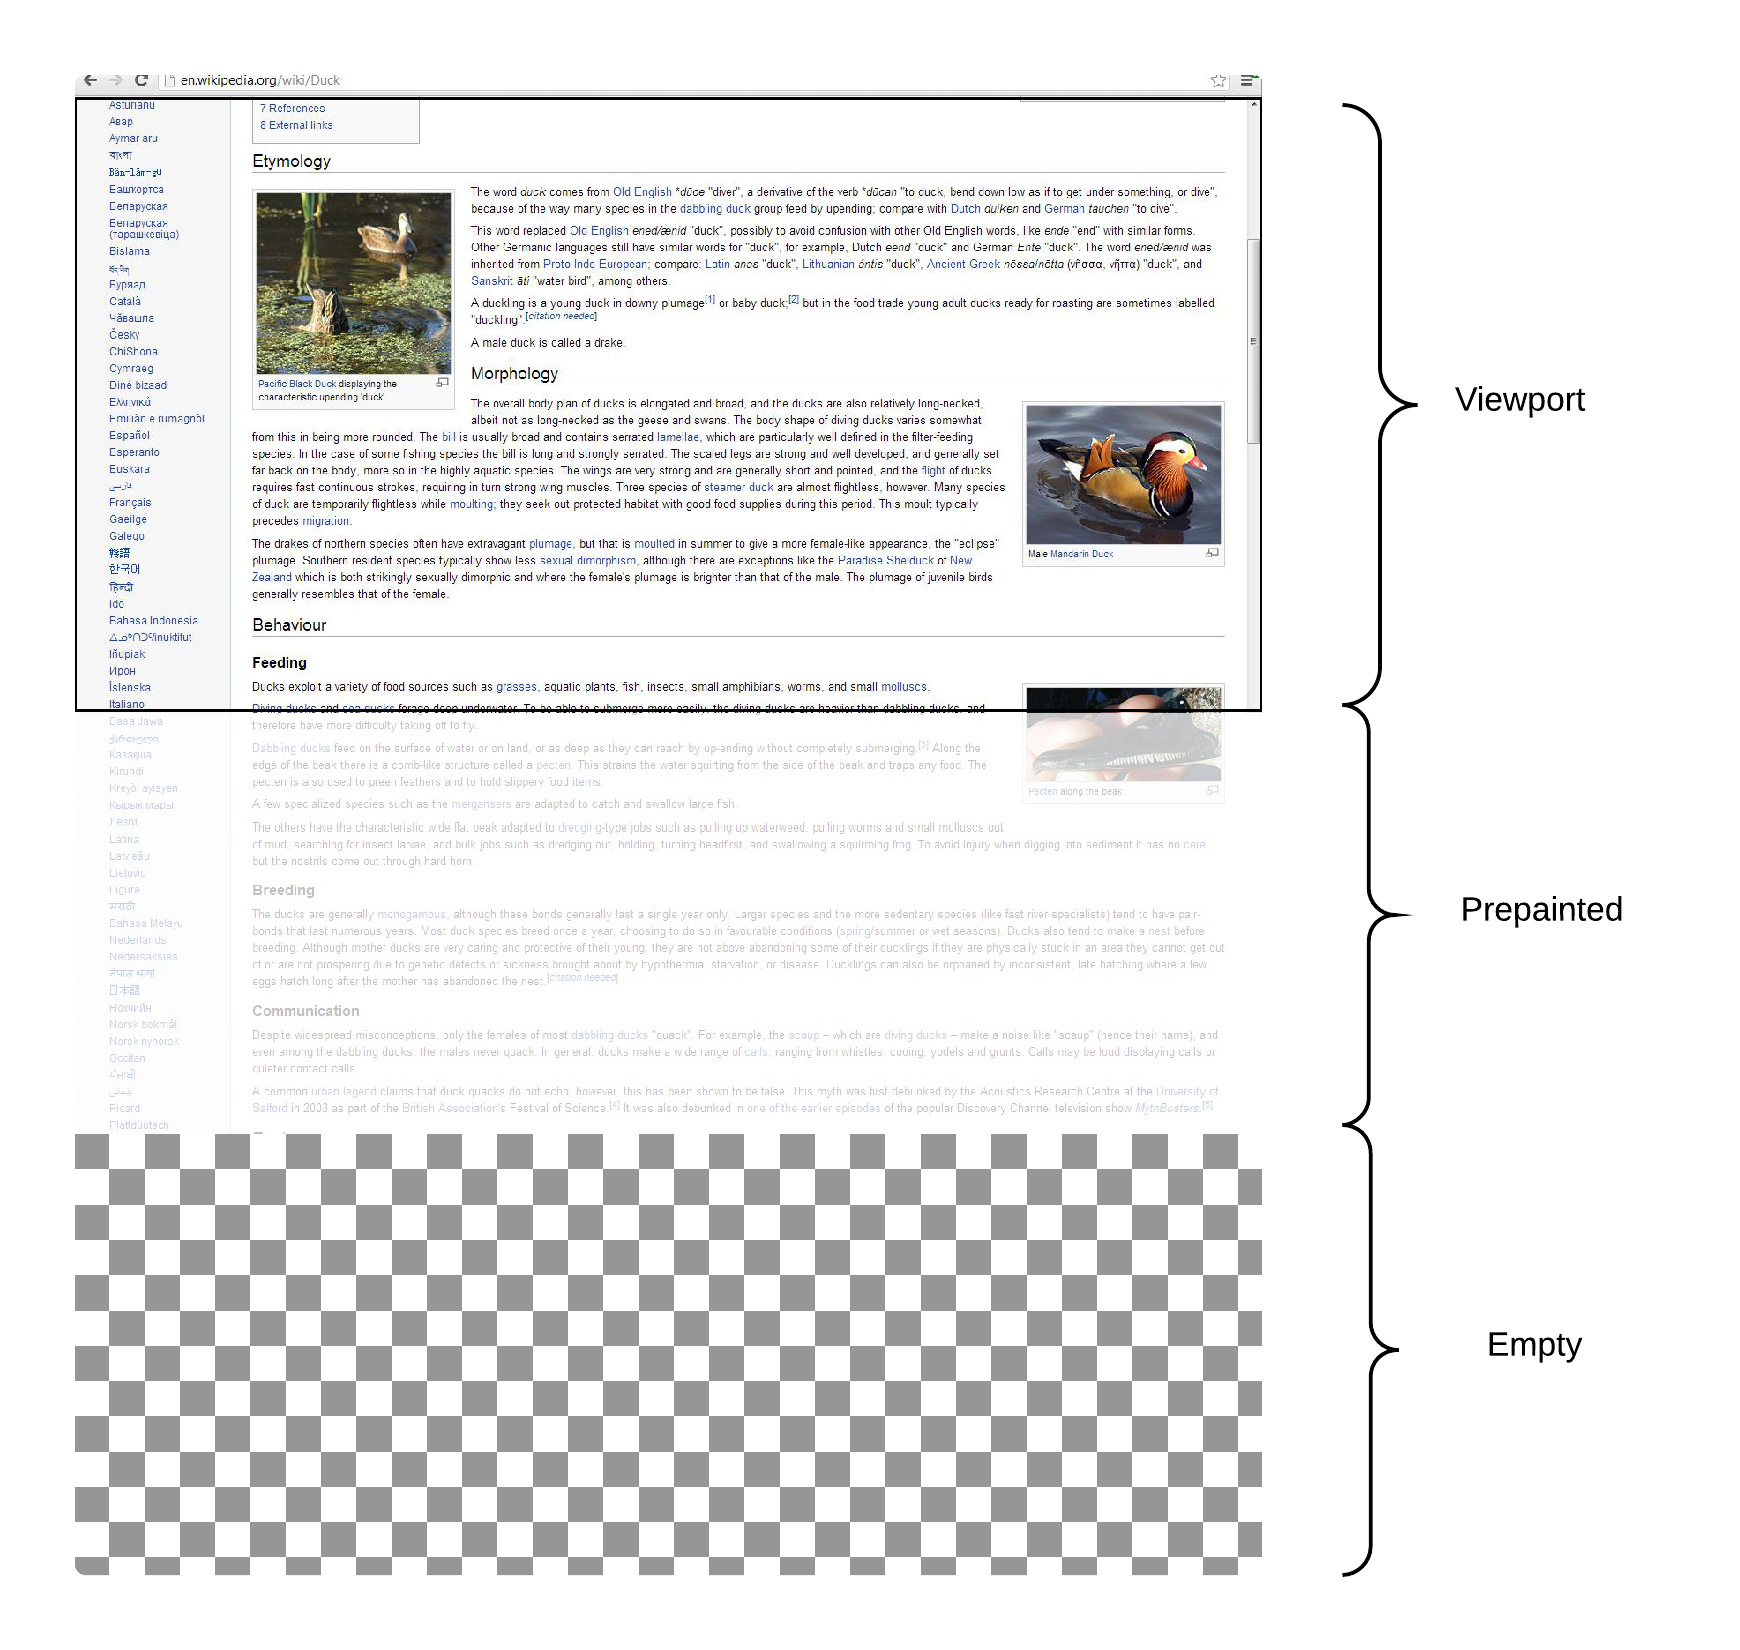 en.wikipedia.org/wiki/Duck
Asturianu
Авар
Aymar aru
বাংলা
Bân-lâm-gú
Башҡортса
Беларуская
Беларуская
(тарашкевіца)
Bislama
Буряад
Català
Чӑвашла
Česky
ChiShona
Cymraeg
Diné bizaad
Ελληνικά
Emiliàn e rumagnòl
Español
Esperanto
Euskara
فارسی
Français
Gaeilge
Galego
한국어
हिन्दी
Ido
Bahasa Indonesia
ᐃᓄᒃᑎᑐᑦ/inuktitut
Iñupiak
Ирон
Íslenska
Italiano
Basa Jawa
ქართული
Қазақша
Kirundi
Kreyòl ayisyen
Кырык мары
Лезги
Latina
Latviešu
Lietuvių
Ligure
मराठी
Bahasa Melayu
Nederlands
Nedersaksies
नेपाल भाषा
日本語
Нохчийн
Norsk bokmål
Norsk nynorsk
Occitan
Picard
Plattdüütsch
7 References
8 External links
Etymology
Pacific Black Duck displaying the
characteristic upending 'duck'
The word duck comes from Old English *dūce "diver", a derivative of the verb *dūcan "to duck, bend down low as if to get under something, or dive",
because of the way many species in the dabbling duck group feed by upending; compare with Dutch duiken and German tauchen "to dive".
This word replaced Old English ened/ænid "duck", possibly to avoid confusion with other Old English words, like ende "end" with similar forms.
Other Germanic languages still have similar words for "duck", for example, Dutch eend "duck" and German Ente "duck". The word ened/ænid was
inherited from Proto Indo European; compare: Latin anas "duck", Lithuanian ántis "duck", Ancient Greek nēssa/nētta (νῆσσα, νῆττα) "duck", and
Sanskrit ātí "water bird", among others.
A duckling is a young duck in downy plumage[1] or baby duck;[2] but in the food trade young adult ducks ready for roasting are sometimes labelled
"duckling".[citation needed]
A male duck is called a drake.
Morphology
The overall body plan of ducks is elongated and broad, and the ducks are also relatively long-necked,
albeit not as long-necked as the geese and swans. The body shape of diving ducks varies somewhat
from this in being more rounded. The bill is usually broad and contains serrated lamellae, which are particularly well defined in the filter-feeding
species. In the case of some fishing species the bill is long and strongly serrated. The scaled legs are strong and well developed, and generally set
far back on the body, more so in the highly aquatic species. The wings are very strong and are generally short and pointed, and the flight of ducks
requires fast continuous strokes, requiring in turn strong wing muscles. Three species of steamer duck are almost flightless, however. Many species
of duck are temporarily flightless while moulting; they seek out protected habitat with good food supplies during this period. This moult typically
precedes migration.
Male Mandarin Duck
The drakes of northern species often have extravagant plumage, but that is moulted in summer to give a more female-like appearance, the "eclipse"
plumage. Southern resident species typically show less sexual dimorphism, although there are exceptions like the Paradise Shelduck of New
Zealand which is both strikingly sexually dimorphic and where the female's plumage is brighter than that of the male. The plumage of juvenile birds
generally resembles that of the female.
Behaviour
Feeding
Ducks exploit a variety of food sources such as grasses, aquatic plants, fish, insects, small amphibians, worms, and small molluscs.
Diving ducks and sea ducks forage deep underwater. To be able to submerge more easily, the diving ducks are heavier than dabbling ducks, and
therefore have more difficulty taking off to fly.
Dabbling ducks feed on the surface of water or on land, or as deep as they can reach by up-ending without completely submerging.[3] Along the
edge of the beak there is a comb-like structure called a pecten. This strains the water squirting from the side of the beak and traps any food. The
pecten is also used to preen feathers and to hold slippery food items.
Pecten along the beak
A few specialized species such as the mergansers are adapted to catch and swallow large fish.
The others have the characteristic wide flat beak adapted to dredging-type jobs such as pulling up waterweed, pulling worms and small molluscs out
of mud, searching for insect larvae, and bulk jobs such as dredging out, holding, turning headfirst, and swallowing a squirming frog. To avoid injury when digging into sediment it has no cere
but the nostrils come out through hard horn.
Breeding
The ducks are generally monogamous, although these bonds generally last a single year only. Larger species and the more sedentary species (like fast river specialists) tend to have pair-
bonds that last numerous years. Most duck species breed once a year, choosing to do so in favourable conditions (spring/summer or wet seasons). Ducks also tend to make a nest before
breeding. Although mother ducks are very caring and protective of their young, they are not above abandoning some of their ducklings if they are physically stuck in an area they cannot get out
of or are not prospering due to genetic defects or sickness brought about by hypothermia, starvation, or disease. Ducklings can also be orphaned by inconsistent, late hatching where a few
eggs hatch long after the mother has abandoned the nest.[citation needed]
Communication
Despite widespread misconceptions, only the females of most dabbling ducks "quack". For example, the scaup – which are diving ducks – make a noise like "scaup" (hence their name), and
even among the dabbling ducks, the males never quack. In general, ducks make a wide range of calls, ranging from whistles, cooing, yodels and grunts. Calls may be loud displaying calls or
quieter contact calls.
A common urban legend claims that duck quacks do not echo; however, this has been shown to be false. This myth was first debunked by the Acoustics Research Centre at the University of
Salford in 2003 as part of the British Association's Festival of Science.[4] It was also debunked in one of the earlier episodes of the popular Discovery Channel television show MythBusters.[5]
Viewport
Prepainted
Empty